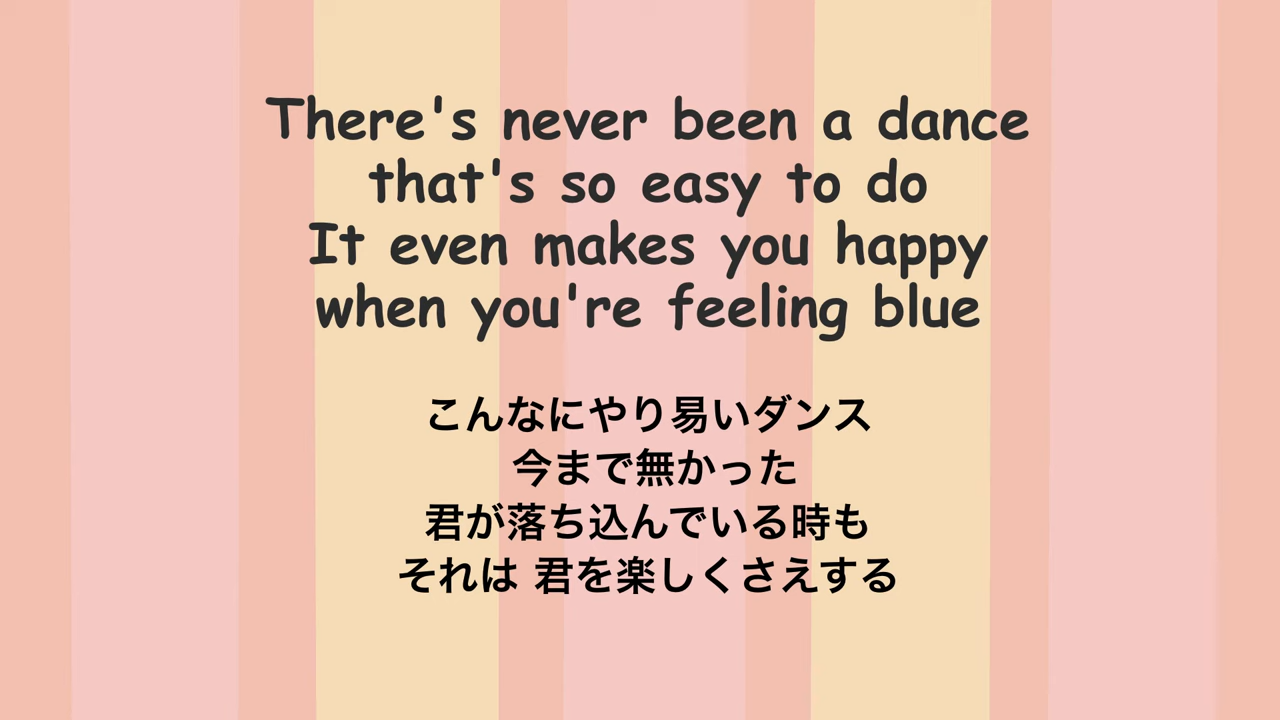 There's never been a dance
that's so easy to do
It even makes you happy
when you're feeling blue
こんなにやり易いダンス
今まで無かった
君が落ち込んでいる時も
それは 君を楽しくさえする